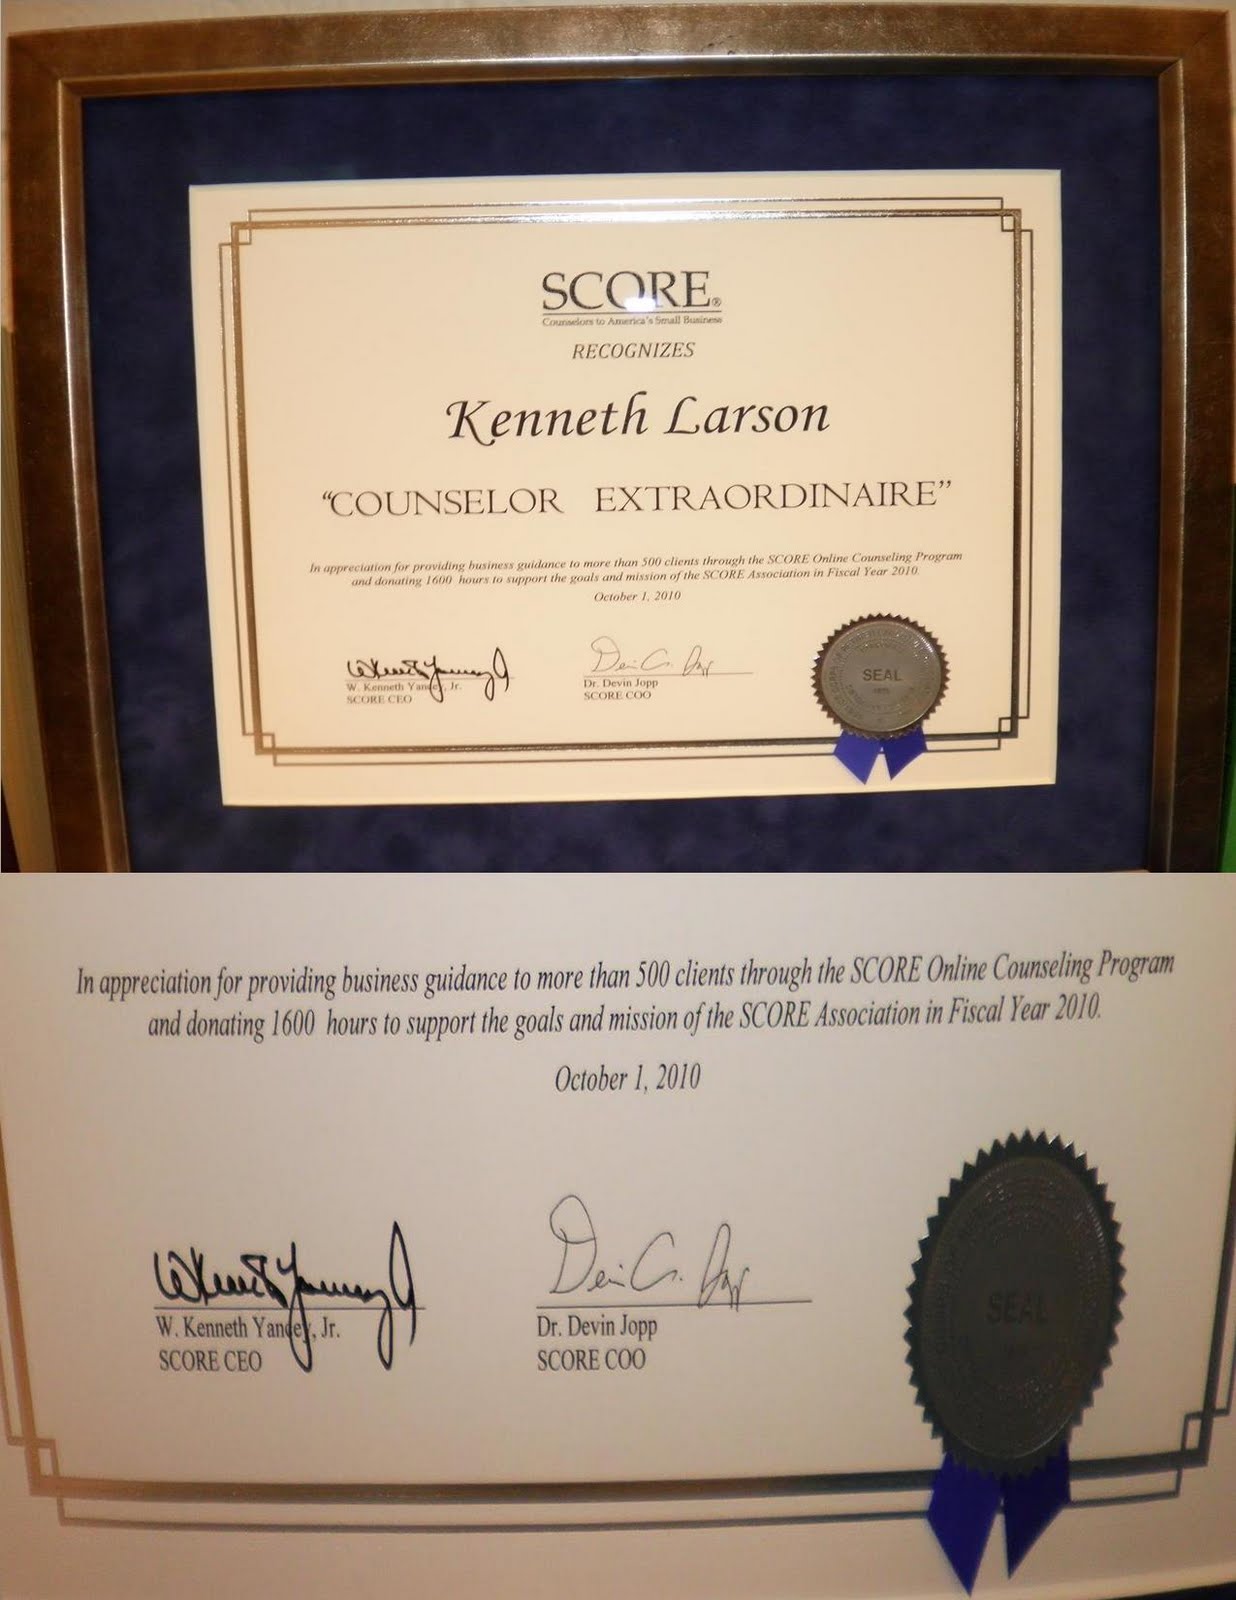 SCORE®
Counselors to America's Small Business
RECOGNIZES
Kenneth Larson
"COUNSELOR EXTRAORDINAIRE"
In appreciation for providing business guidance to more than 500 clients through the SCORE Online Counseling Program
and donating 1600 hours to support the goals and mission of the SCORE Association in Fiscal Year 2010.
October 1, 2010
W. Kenneth Yancey, Jr.
SCORE CEO
Dr. Devin Jopp
SCORE COO
SEAL
In appreciation for providing business guidance to more than 500 clients through the SCORE Online Counseling Program
and donating 1600 hours to support the goals and mission of the SCORE Association in Fiscal Year 2010.
October 1, 2010
W. Kenneth Yancey, Jr.
SCORE CEO
Dr. Devin Jopp
SCORE COO
SEAL